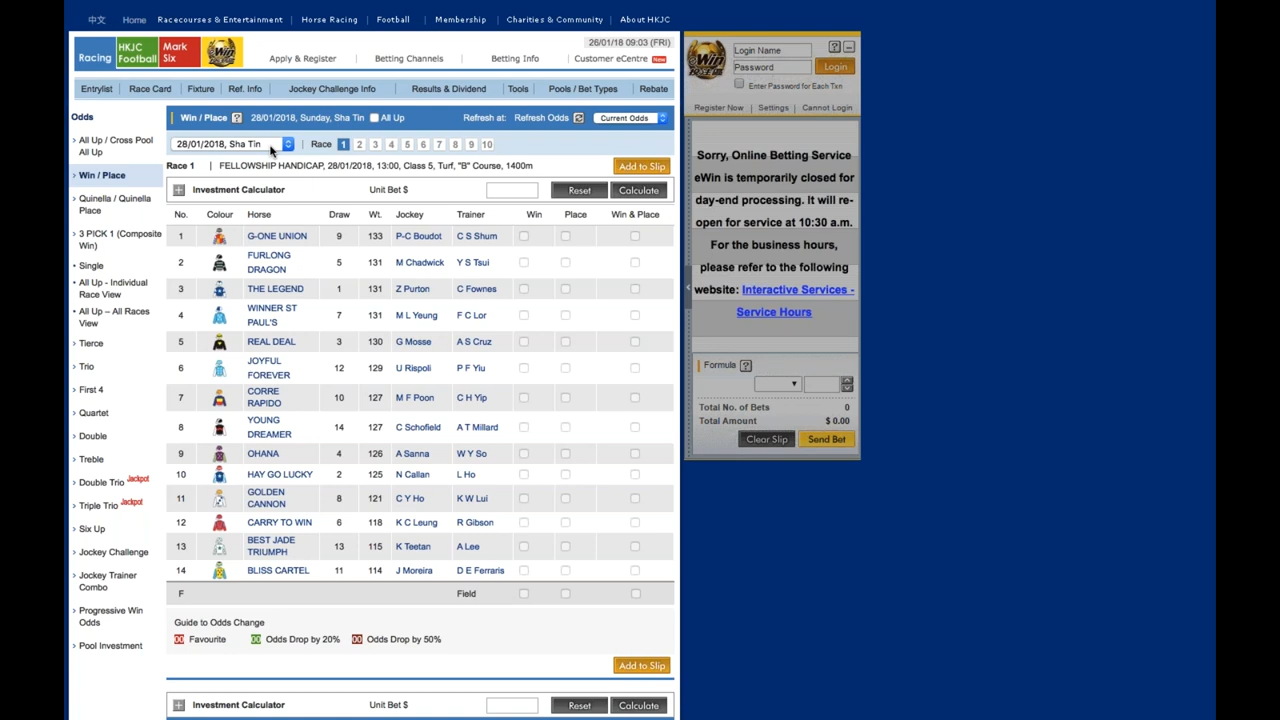 中文 Home Racecourses & Entertainment Horse Racing Football Membership Charities & Community About HKJC
26/01/18 09:03 (FRI)
Racing HKJC Football Mark Six eWin
Apply & Register Betting Channels Betting Info Customer eCentre New
Entrylist Race Card Fixture Ref. Info Jockey Challenge Info Results & Dividend Tools Pools / Bet Types Rebate
Odds
All Up / Cross Pool
All Up
Win / Place
Quinella / Quinella
Place
3 PICK 1 (Composite
Win)
Single
All Up - Individual
Race View
All Up – All Races
View
Tierce
Trio
First 4
Quartet
Double
Treble
Double Trio Jackpot
Triple Trio Jackpot
Six Up
Jockey Challenge
Jockey Trainer
Combo
Progressive Win
Odds
Pool Investment
Win / Place ? 28/01/2018, Sunday, Sha Tin All Up Refresh at: Refresh Odds Current Odds
28/01/2018, Sha Tin | Race 1 2 3 4 5 6 7 8 9 10
Race 1 | FELLOWSHIP HANDICAP, 28/01/2018, 13:00, Class 5, Turf, "B" Course, 1400m Add to Slip
Investment Calculator Unit Bet $ Reset Calculate
No. Colour Horse Draw Wt. Jockey Trainer Win Place Win & Place
1 G-ONE UNION 9 133 P-C Boudot C S Shum
2 FURLONG DRAGON 5 131 M Chadwick Y S Tsui
3 THE LEGEND 1 131 Z Purton C Fownes
4 WINNER ST PAUL'S 7 131 M L Yeung F C Lor
5 REAL DEAL 3 130 G Mosse A S Cruz
6 JOYFUL FOREVER 12 129 U Rispoli P F Yiu
7 CORRE RAPIDO 10 127 M F Poon C H Yip
8 YOUNG DREAMER 14 127 C Schofield A T Millard
9 OHANA 4 126 A Sanna W Y So
10 HAY GO LUCKY 2 125 N Callan L Ho
11 GOLDEN CANNON 8 121 C Y Ho K W Lui
12 CARRY TO WIN 6 118 K C Leung R Gibson
13 BEST JADE TRIUMPH 13 115 K Teetan A Lee
14 BLISS CARTEL 11 114 J Moreira D E Ferraris
F Field
Guide to Odds Change
00 Favourite 00 Odds Drop by 20% 00 Odds Drop by 50%
Add to Slip
Investment Calculator Unit Bet $ Reset Calculate
eWin
Login Name ?
Password Login
Enter Password for Each Txn
Register Now | Settings | Cannot Login
Sorry, Online Betting Service
eWin is temporarily closed for
day-end processing. It will re-
open for service at 10:30 a.m.
For the business hours,
please refer to the following
website: Interactive Services -
Service Hours
Formula ?
Total No. of Bets 0
Total Amount $ 0.00
Clear Slip Send Bet